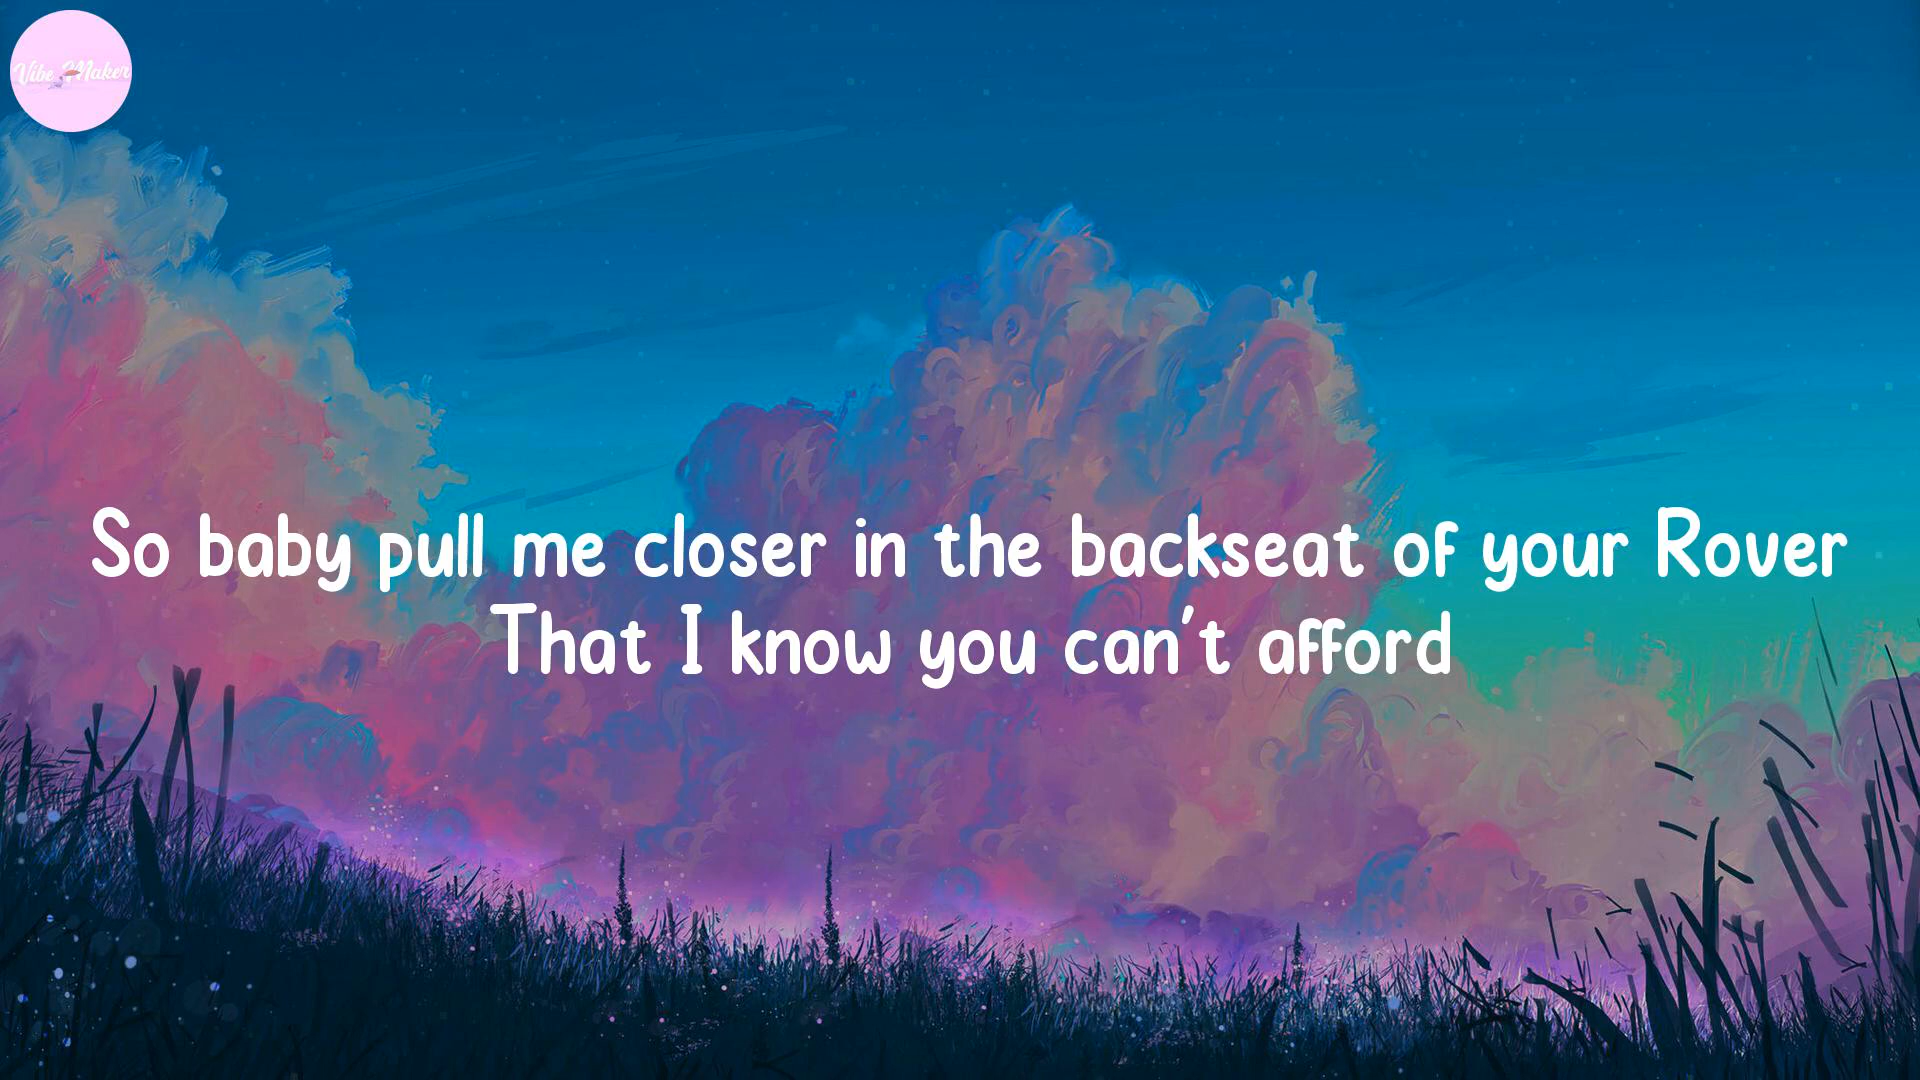 Vibe Maker
So baby pull me closer in the backseat of your Rover
That I know you can't afford